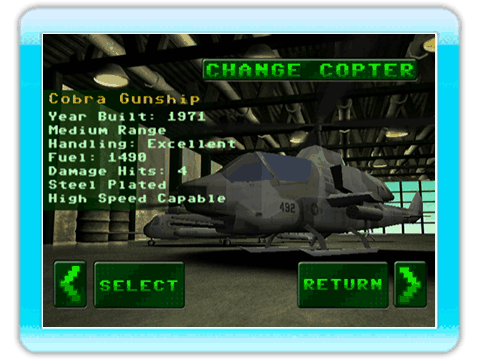 CHANGE COPTER
Cobra Gunship
Year Built: 1971
Medium Range
Handling: Excellent
Fuel: 1490
Damage Hits: 4
Steel Plated
High Speed Capable
492
SELECT
RETURN